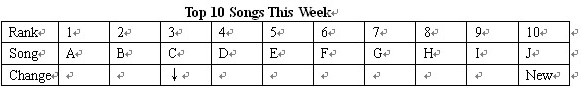 Top 10 Songs This Week
Rank 1 2 3 4 5 6 7 8 9 10
Song A B C D E F G H I J
Change ↓ New